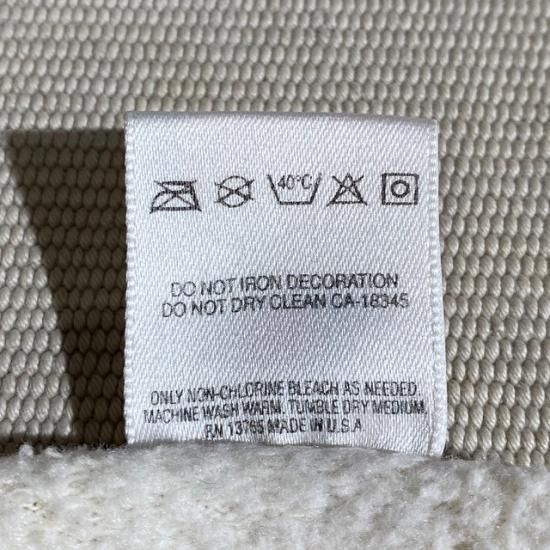 40°C
DO NOT IRON DECORATION
DO NOT DRY CLEAN CA-18345
ONLY NON-CHLORINE BLEACH AS NEEDED.
MACHINE WASH WARM. TUMBLE DRY MEDIUM.
RN 13765 MADE IN U.S.A